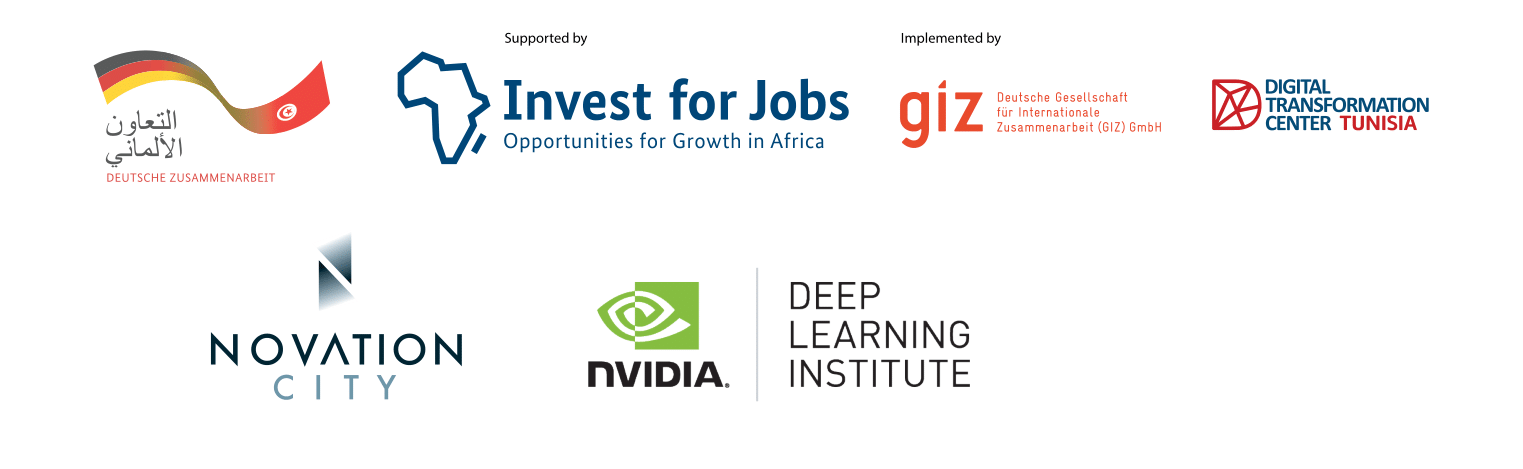 Supported by
Implemented by
التعاون
الألماني
DEUTSCHE ZUSAMMENARBEIT
Invest for Jobs
Opportunities for Growth in Africa
giz
Deutsche Gesellschaft
für Internationale
Zusammenarbeit (GIZ) GmbH
DIGITAL
TRANSFORMATION
CENTER TUNISIA
NOVATION
CITY
NVIDIA.
DEEP
LEARNING
INSTITUTE